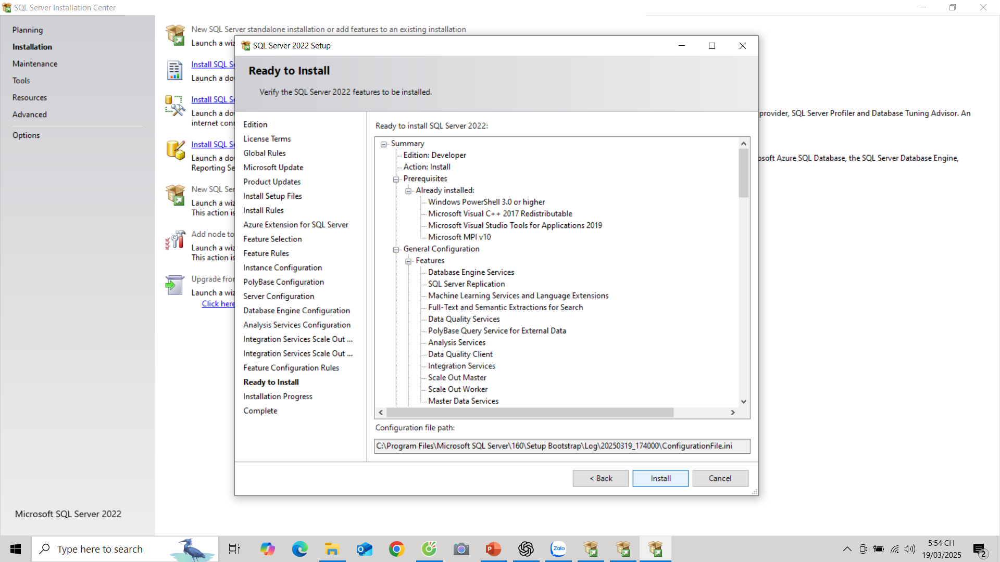 SQL Server Installation Center
Planning
Installation
Maintenance
Tools
Resources
Advanced
Options
Microsoft SQL Server 2022
New SQL Server standalone installation or add features to an existing installation
Launch a wiz
Install SQL Se
Launch a do
Install SQL Se
Launch a do
internet con
provider, SQL Server Profiler and Database Tuning Advisor. An
Install SQL Se
Launch a do
Reporting Se
osoft Azure SQL Database, the SQL Server Database Engine,
New SQL Ser
Launch a wiz
This action is
Add node to
Launch a wiz
This action is
Upgrade from
Launch a wiz
Click here
SQL Server 2022 Setup
Ready to Install
Verify the SQL Server 2022 features to be installed.
Edition
License Terms
Global Rules
Microsoft Update
Product Updates
Install Setup Files
Install Rules
Azure Extension for SQL Server
Feature Selection
Feature Rules
Instance Configuration
PolyBase Configuration
Server Configuration
Database Engine Configuration
Analysis Services Configuration
Integration Services Scale Out ...
Integration Services Scale Out ...
Feature Configuration Rules
Ready to Install
Installation Progress
Complete
Ready to install SQL Server 2022:
Summary
Edition: Developer
Action: Install
Prerequisites
Already installed:
Windows PowerShell 3.0 or higher
Microsoft Visual C++ 2017 Redistributable
Microsoft Visual Studio Tools for Applications 2019
Microsoft MPI v10
General Configuration
Features
Database Engine Services
SQL Server Replication
Machine Learning Services and Language Extensions
Full-Text and Semantic Extractions for Search
Data Quality Services
PolyBase Query Service for External Data
Analysis Services
Data Quality Client
Integration Services
Scale Out Master
Scale Out Worker
Master Data Services
Configuration file path:
C:\Program Files\Microsoft SQL Server\160\Setup Bootstrap\Log\20250319_174000\ConfigurationFile.ini
< Back
Install
Cancel
Type here to search
Zalo
5:54 CH
19/03/2025
2